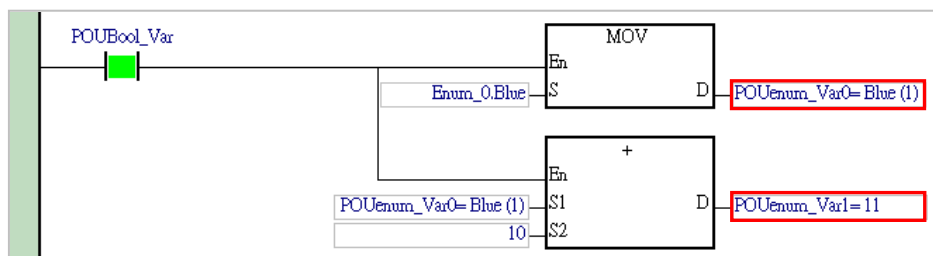 POUBool_Var
MOV
En
Enum_0.Blue S D POUenum_Var0= Blue (1)
+
En
POUenum_Var0= Blue (1) S1 D POUenum_Var1= 11
10 S2